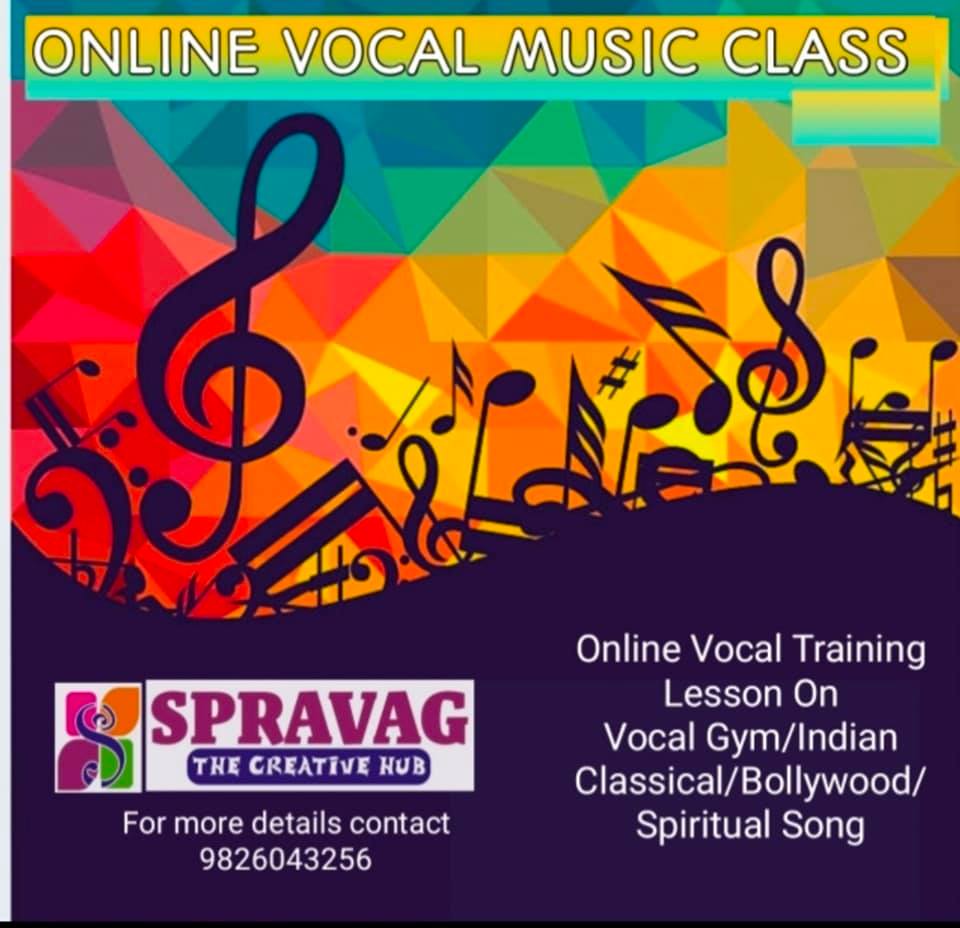 ONLINE VOCAL MUSIC CLASS
SPRAVAG
THE CREATIVE HUB
For more details contact
9826043256
Online Vocal Training
Lesson On
Vocal Gym/Indian
Classical/Bollywood/
Spiritual Song